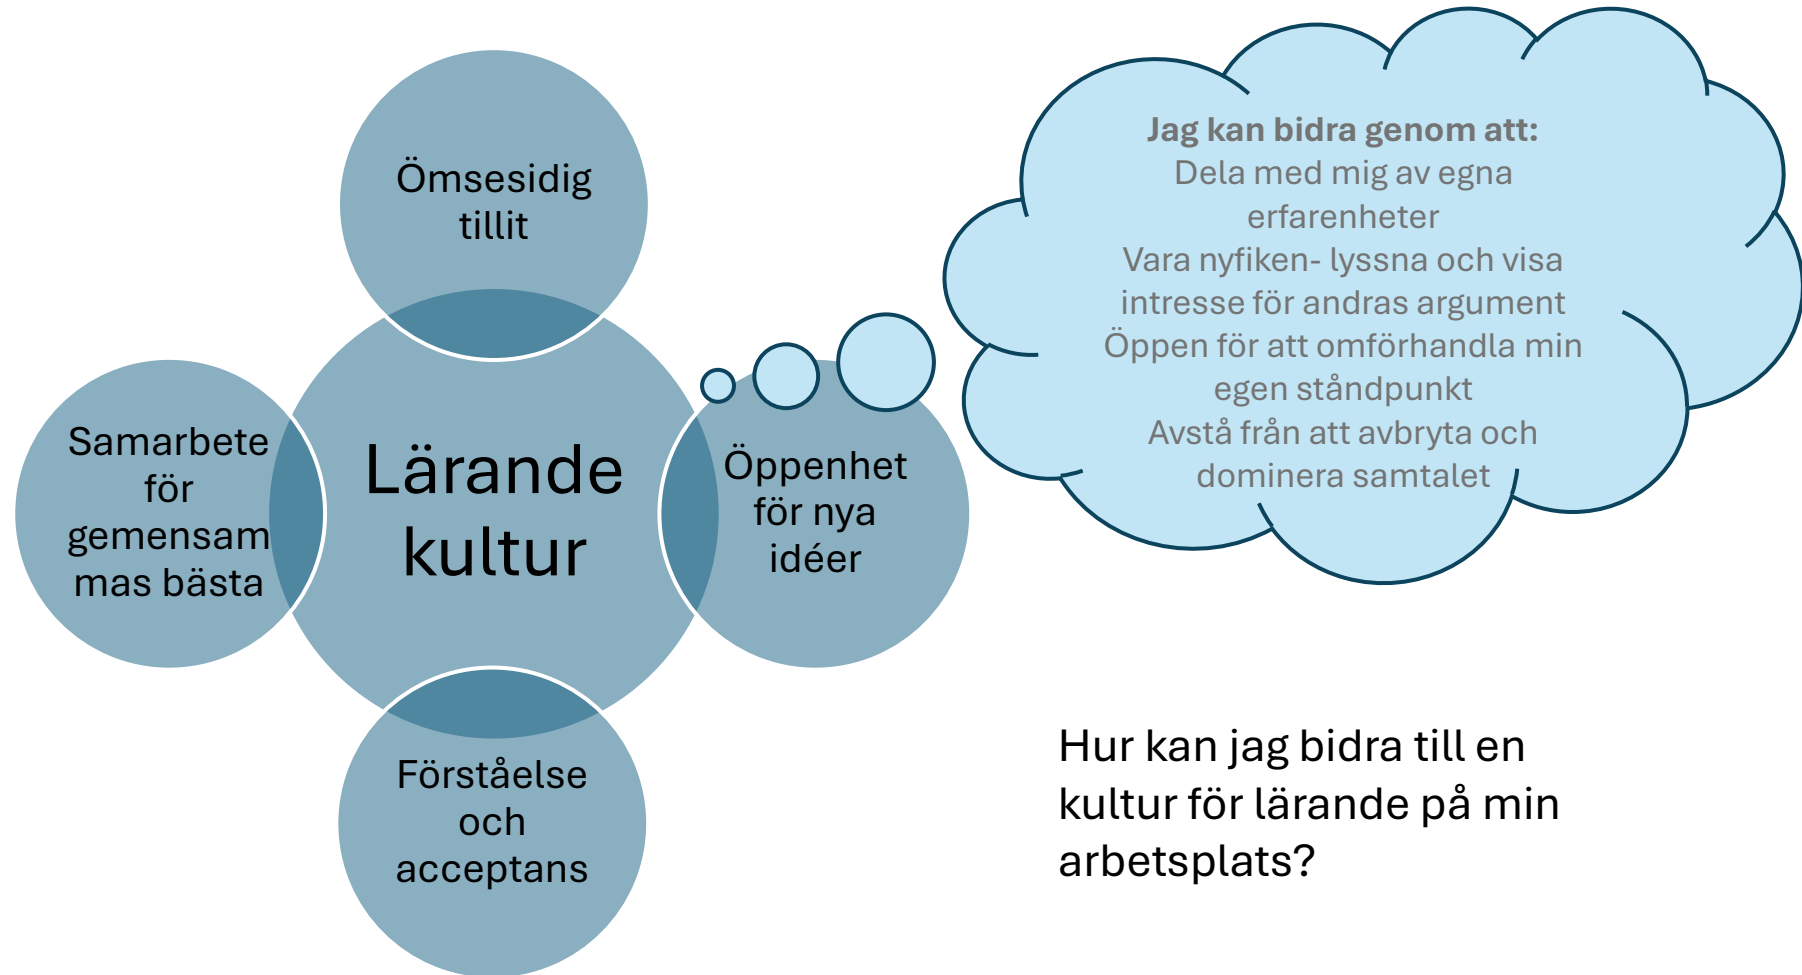 Ömsesidig
tillit
Samarbete
för
gemensam
mas bästa
Lärande
kultur
Öppenhet
för nya
idéer
Förståelse
och
acceptans
Jag kan bidra genom att:
Dela med mig av egna
erfarenheter
Vara nyfiken- lyssna och visa
intresse för andras argument
Öppen för att omförhandla min
egen ståndpunkt
Avstå från att avbryta och
dominera samtalet
Hur kan jag bidra till en
kultur för lärande på min
arbetsplats?